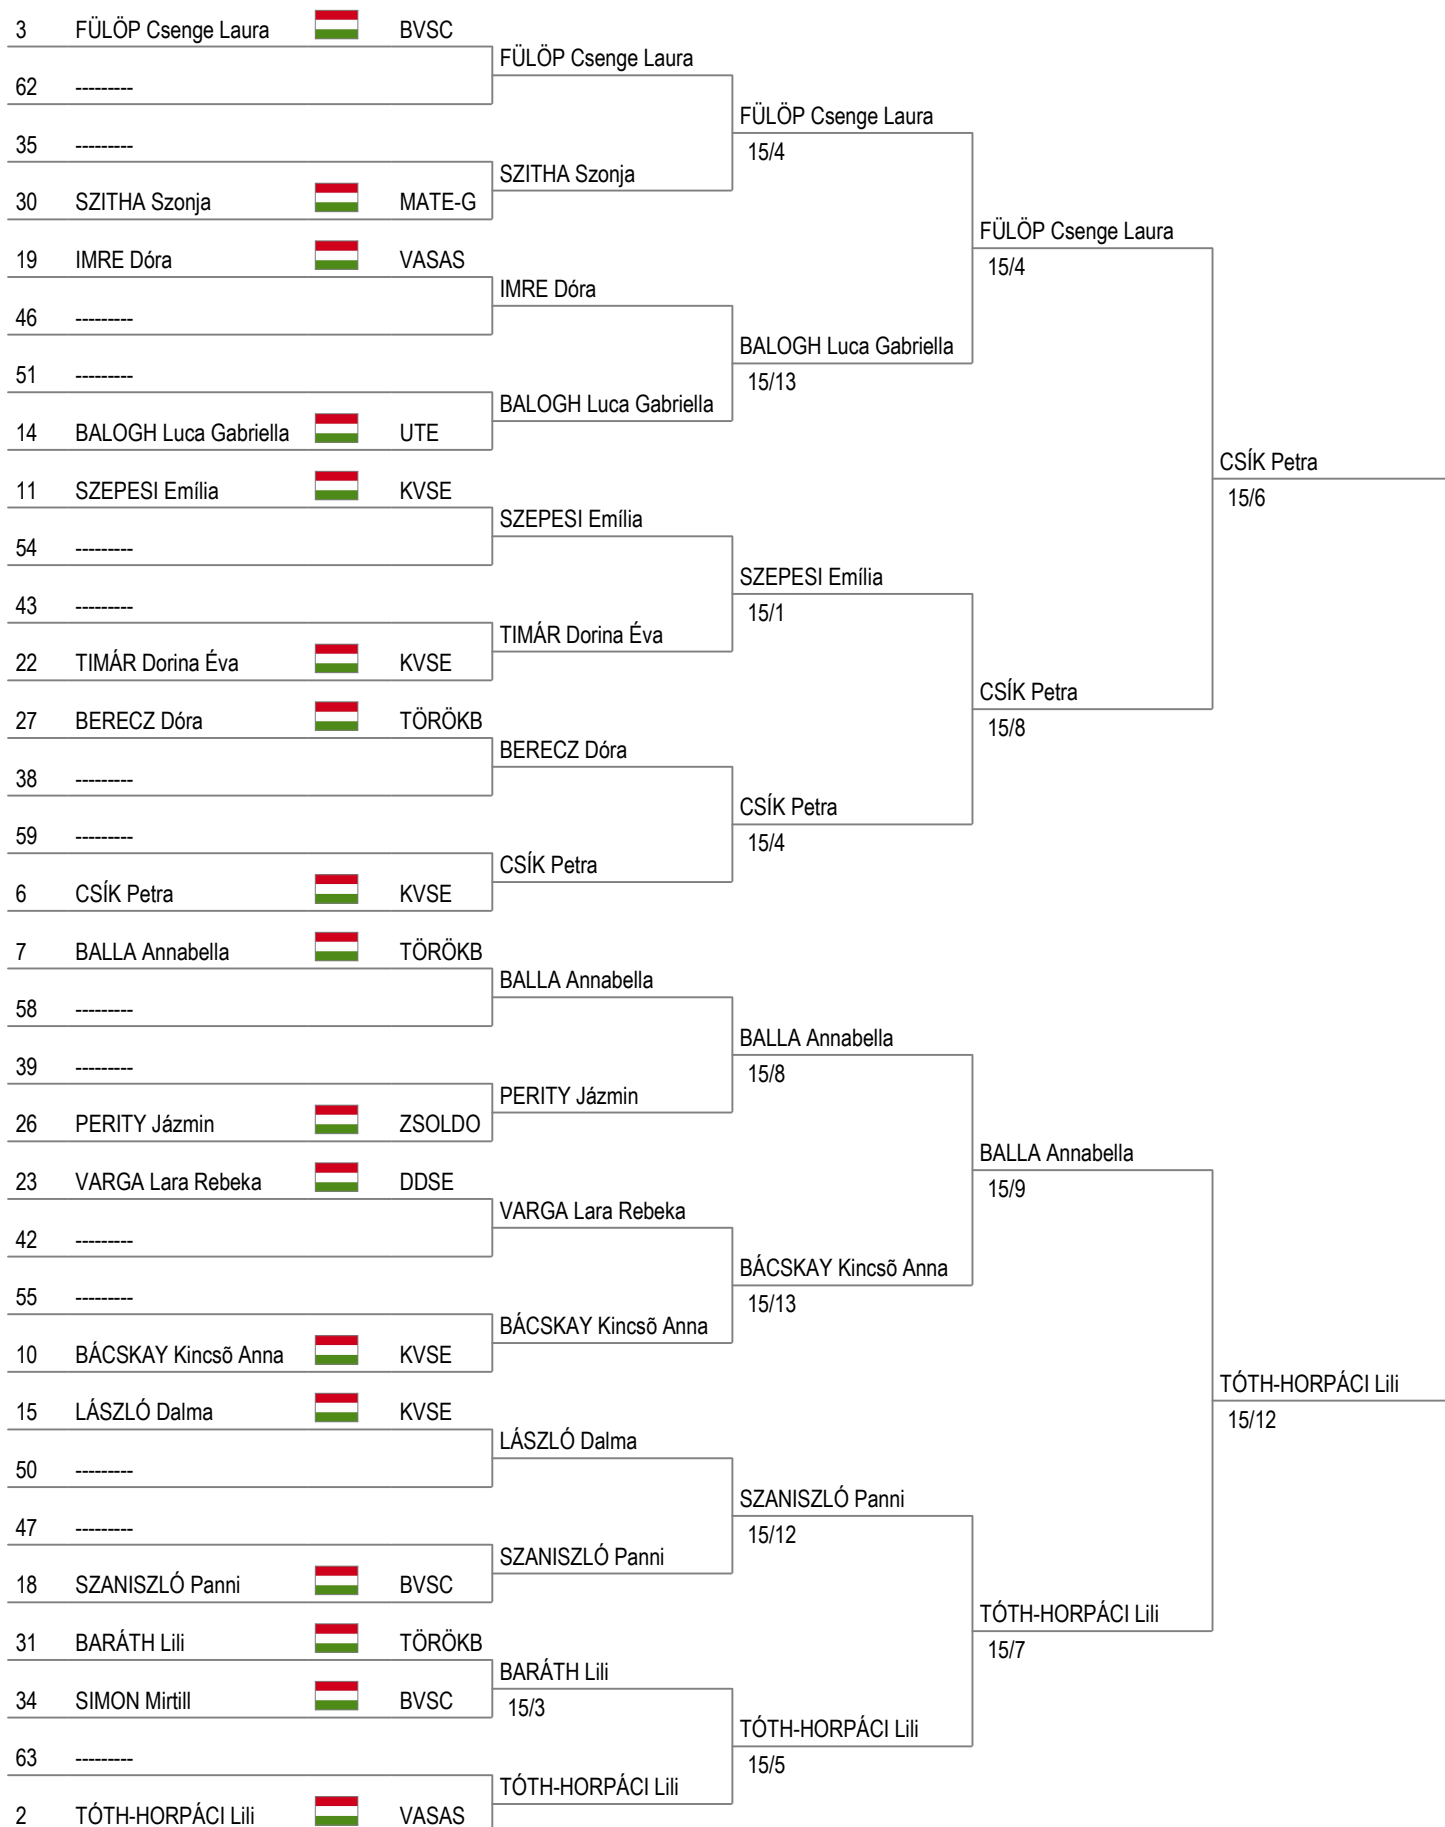 3 FÜLÖP Csenge Laura BVSC
FÜLÖP Csenge Laura
62 ---------
FÜLÖP Csenge Laura
15/4
35 ---------
SZITHA Szonja
30 SZITHA Szonja MATE-G
FÜLÖP Csenge Laura
15/4
19 IMRE Dóra VASAS
IMRE Dóra
46 ---------
BALOGH Luca Gabriella
15/13
51 ---------
BALOGH Luca Gabriella
14 BALOGH Luca Gabriella UTE
CSÍK Petra
15/6
11 SZEPESI Emília KVSE
SZEPESI Emília
54 ---------
SZEPESI Emília
15/1
43 ---------
TIMÁR Dorina Éva
22 TIMÁR Dorina Éva KVSE
CSÍK Petra
15/8
27 BERECZ Dóra TÖRÖKB
BERECZ Dóra
38 ---------
CSÍK Petra
15/4
59 ---------
CSÍK Petra
6 CSÍK Petra KVSE
7 BALLA Annabella TÖRÖKB
BALLA Annabella
58 ---------
BALLA Annabella
15/8
39 ---------
PERITY Jázmin
26 PERITY Jázmin ZSOLDO
BALLA Annabella
15/9
23 VARGA Lara Rebeka DDSE
VARGA Lara Rebeka
42 ---------
BÁCSKAY Kincsõ Anna
15/13
55 ---------
BÁCSKAY Kincsõ Anna
10 BÁCSKAY Kincsõ Anna KVSE
TÓTH-HORPÁCI Lili
15/12
15 LÁSZLÓ Dalma KVSE
LÁSZLÓ Dalma
50 ---------
SZANISZLÓ Panni
15/12
47 ---------
SZANISZLÓ Panni
18 SZANISZLÓ Panni BVSC
TÓTH-HORPÁCI Lili
15/7
31 BARÁTH Lili TÖRÖKB
BARÁTH Lili
15/3
34 SIMON Mirtill BVSC
TÓTH-HORPÁCI Lili
15/5
63 ---------
TÓTH-HORPÁCI Lili
2 TÓTH-HORPÁCI Lili VASAS